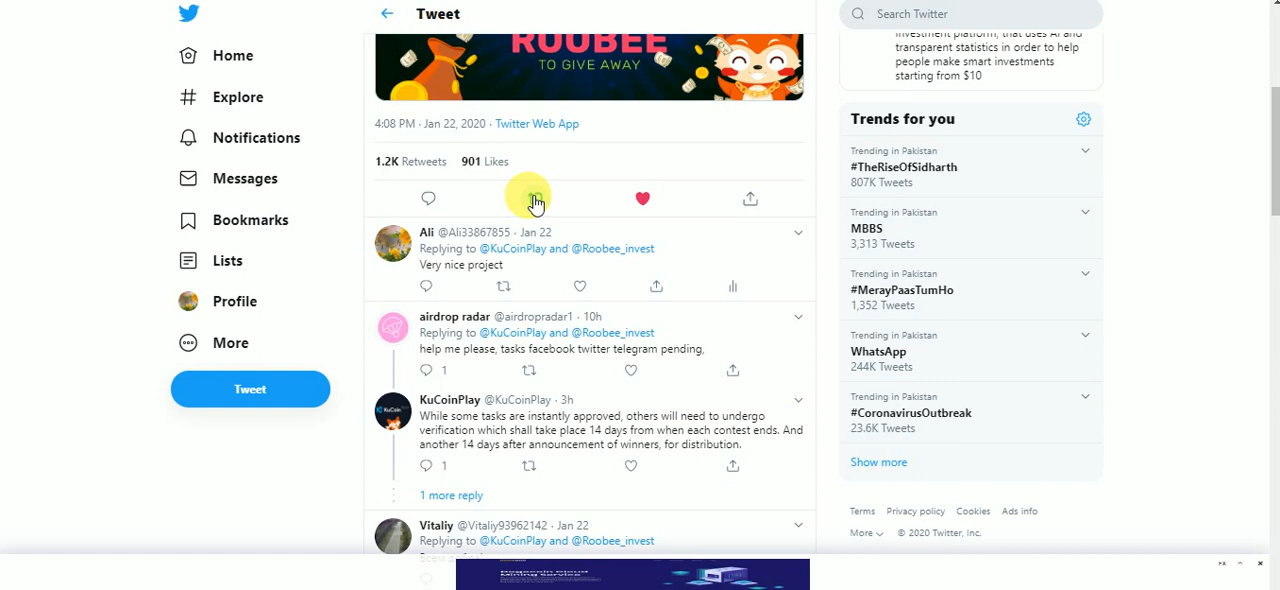 Home
Explore
Notifications
Messages
Bookmarks
Lists
Profile
More
Tweet
Tweet
ROOBEE
TO GIVE AWAY
4:08 PM · Jan 22, 2020 · Twitter Web App
1.2K Retweets 901 Likes
Ali @Ali33867855 · Jan 22
Replying to @KuCoinPlay and @Roobee_invest
Very nice project
airdrop radar @airdropradar1 · 10h
Replying to @KuCoinPlay and @Roobee_invest
help me please, tasks facebook twitter telegram pending,
1
KuCoinPlay @KuCoinPlay · 3h
While some tasks are instantly approved, others will need to undergo
verification which shall take place 14 days from when each contest ends. And
another 14 days after announcement of winners, for distribution.
1
1 more reply
Vitaliy @Vitaliy93962142 · Jan 22
Replying to @KuCoinPlay and @Roobee_invest
Search Twitter
investment platform, that uses AI and
transparent statistics in order to help
people make smart investments
starting from $10
Trends for you
Trending in Pakistan
#TheRiseOfSidharth
807K Tweets
Trending in Pakistan
MBBS
3,313 Tweets
Trending in Pakistan
#MerayPaasTumHo
1,352 Tweets
Trending in Pakistan
WhatsApp
244K Tweets
Trending in Pakistan
#CoronavirusOutbreak
23.6K Tweets
Show more
Terms Privacy policy Cookies Ads info
More © 2020 Twitter, Inc.
Mining Service